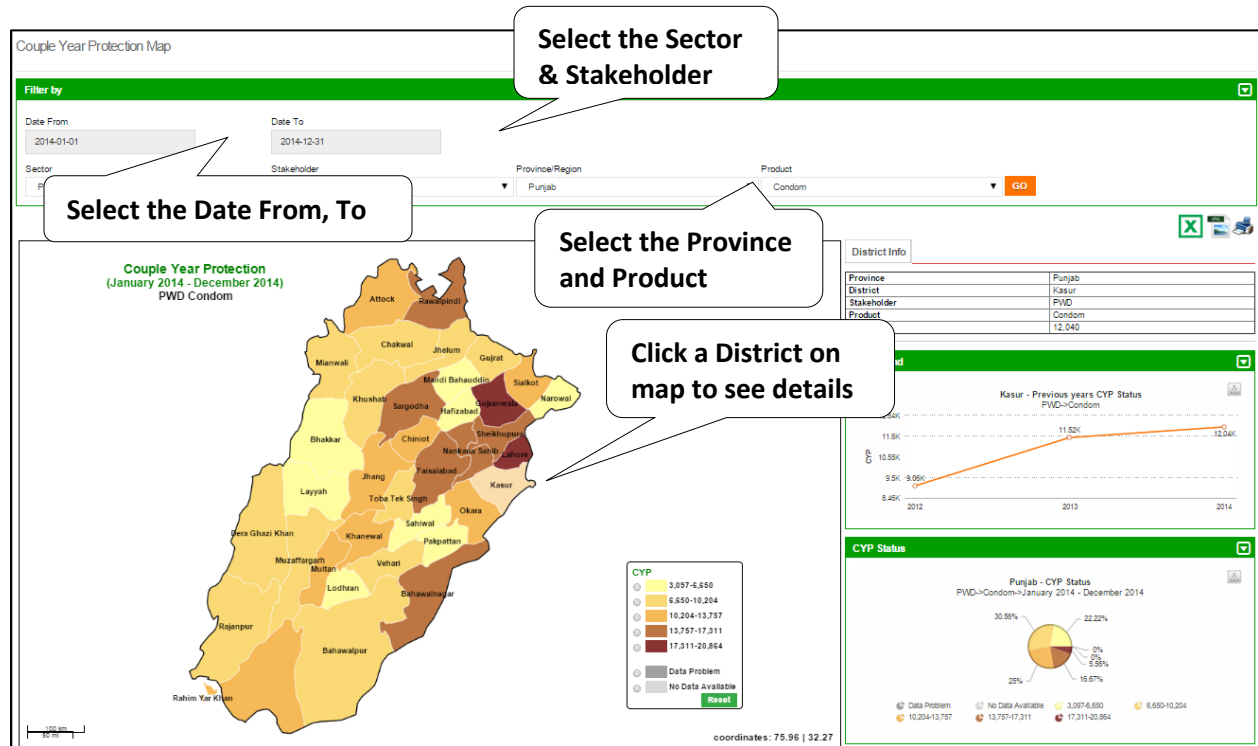 Couple Year Protection Map
Select the Sector
& Stakeholder
Filter by
Date From
Date To
2014-01-01
2014-12-31
Sector
Stakeholder
Province/Region
Product
P
Punjab
Condom
GO
Select the Date From, To
Select the Province
and Product
Couple Year Protection
(January 2014 - December 2014)
PWD Condom
Attock
Rawalpindi
Chakwal
Jhelum
Mianwali
Gujrat
Mandi Bahauddin
Sialkot
Khushab
Sargodha
Gujranwala
Narowal
Hafizabad
Bhakkar
Chiniot
Sheikhupura
Nankana Sahib
Lahore
Faisalabad
Jhang
Kasur
Layyah
Toba Tek Singh
Okara
Sahiwal
Dera Ghazi Khan
Khanewal
Pakpattan
Muzaffargarh
Multan
Vehari
Lodhran
Bahawalnagar
Rajanpur
Bahawalpur
Rahim Yar Khan
100 km
50 mi
Click a District on
map to see details
CYP
3,097-6,650
6,650-10,204
10,204-13,757
13,757-17,311
17,311-20,864
Data Problem
No Data Available
Reset
coordinates: 75.96 | 32.27
District Info
Province Punjab
District Kasur
Stakeholder PWD
Product Condom
12,040
Kasur - Previous years CYP Status
PWD->Condom
11.6K
10.55K
9.5K
8.45K
CYP
9.05K
11.52K
12.04K
2012
2013
2014
CYP Status
Punjab - CYP Status
PWD->Condom->January 2014 - December 2014
30.56%
22.22%
0%
0%
5.56%
16.67%
25%
Data Problem
No Data Available
3,097-6,650
6,650-10,204
10,204-13,757
13,757-17,311
17,311-20,864